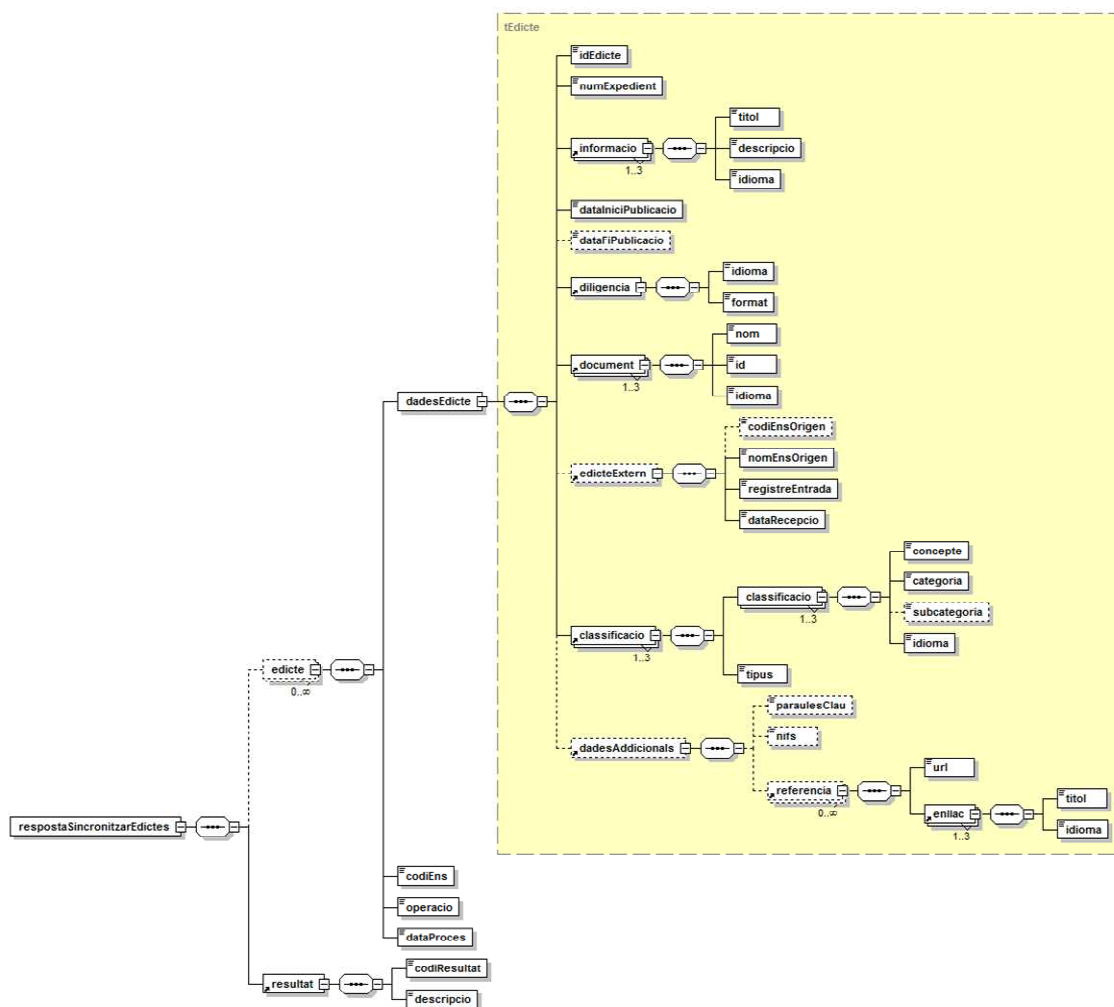 tEdicte
idEdicte
numExpedient
informacio
1..3
titol
descripcio
idioma
dataIniciPublicacio
dataFiPublicacio
diligencia
idioma
format
document
1..3
nom
id
idioma
dadesEdicte
edicteExtern
codiEnsOrigen
nomEnsOrigen
registreEntrada
dataRecepcio
classificacio
1..3
classificacio
1..3
concepte
categoria
subcategoria
idioma
tipus
edicte
0..∞
dadesAddicionals
paraulesClau
nifs
referencia
0..∞
url
enllac
1..3
titol
idioma
respostaSincronitzarEdictes
codiEns
operacio
dataProces
resultat
codiResultat
descripcio